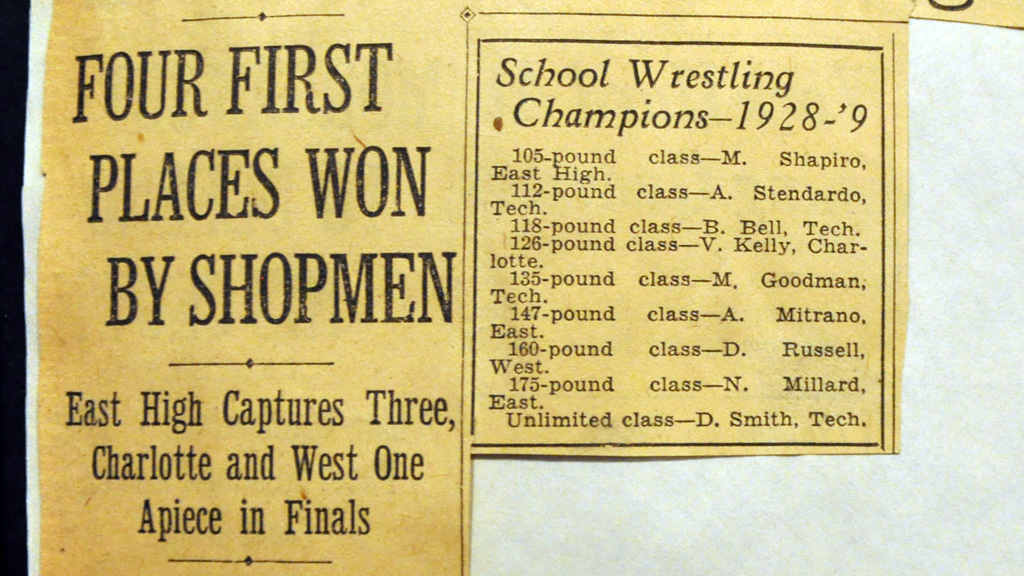 FOUR FIRST
PLACES WON
BY SHOPMEN
East High Captures Three,
Charlotte and West One
Apiece in Finals
School Wrestling
Champions—1928-'9
105-pound class—M. Shapiro,
East High.
112-pound class—A. Stendardo,
Tech.
118-pound class—B. Bell, Tech.
126-pound class—V. Kelly, Char-
lotte.
135-pound class—M. Goodman,
Tech.
147-pound class—A. Mitrano,
East.
160-pound class—D. Russell,
West.
175-pound class—N. Millard,
East.
Unlimited class—D. Smith, Tech.